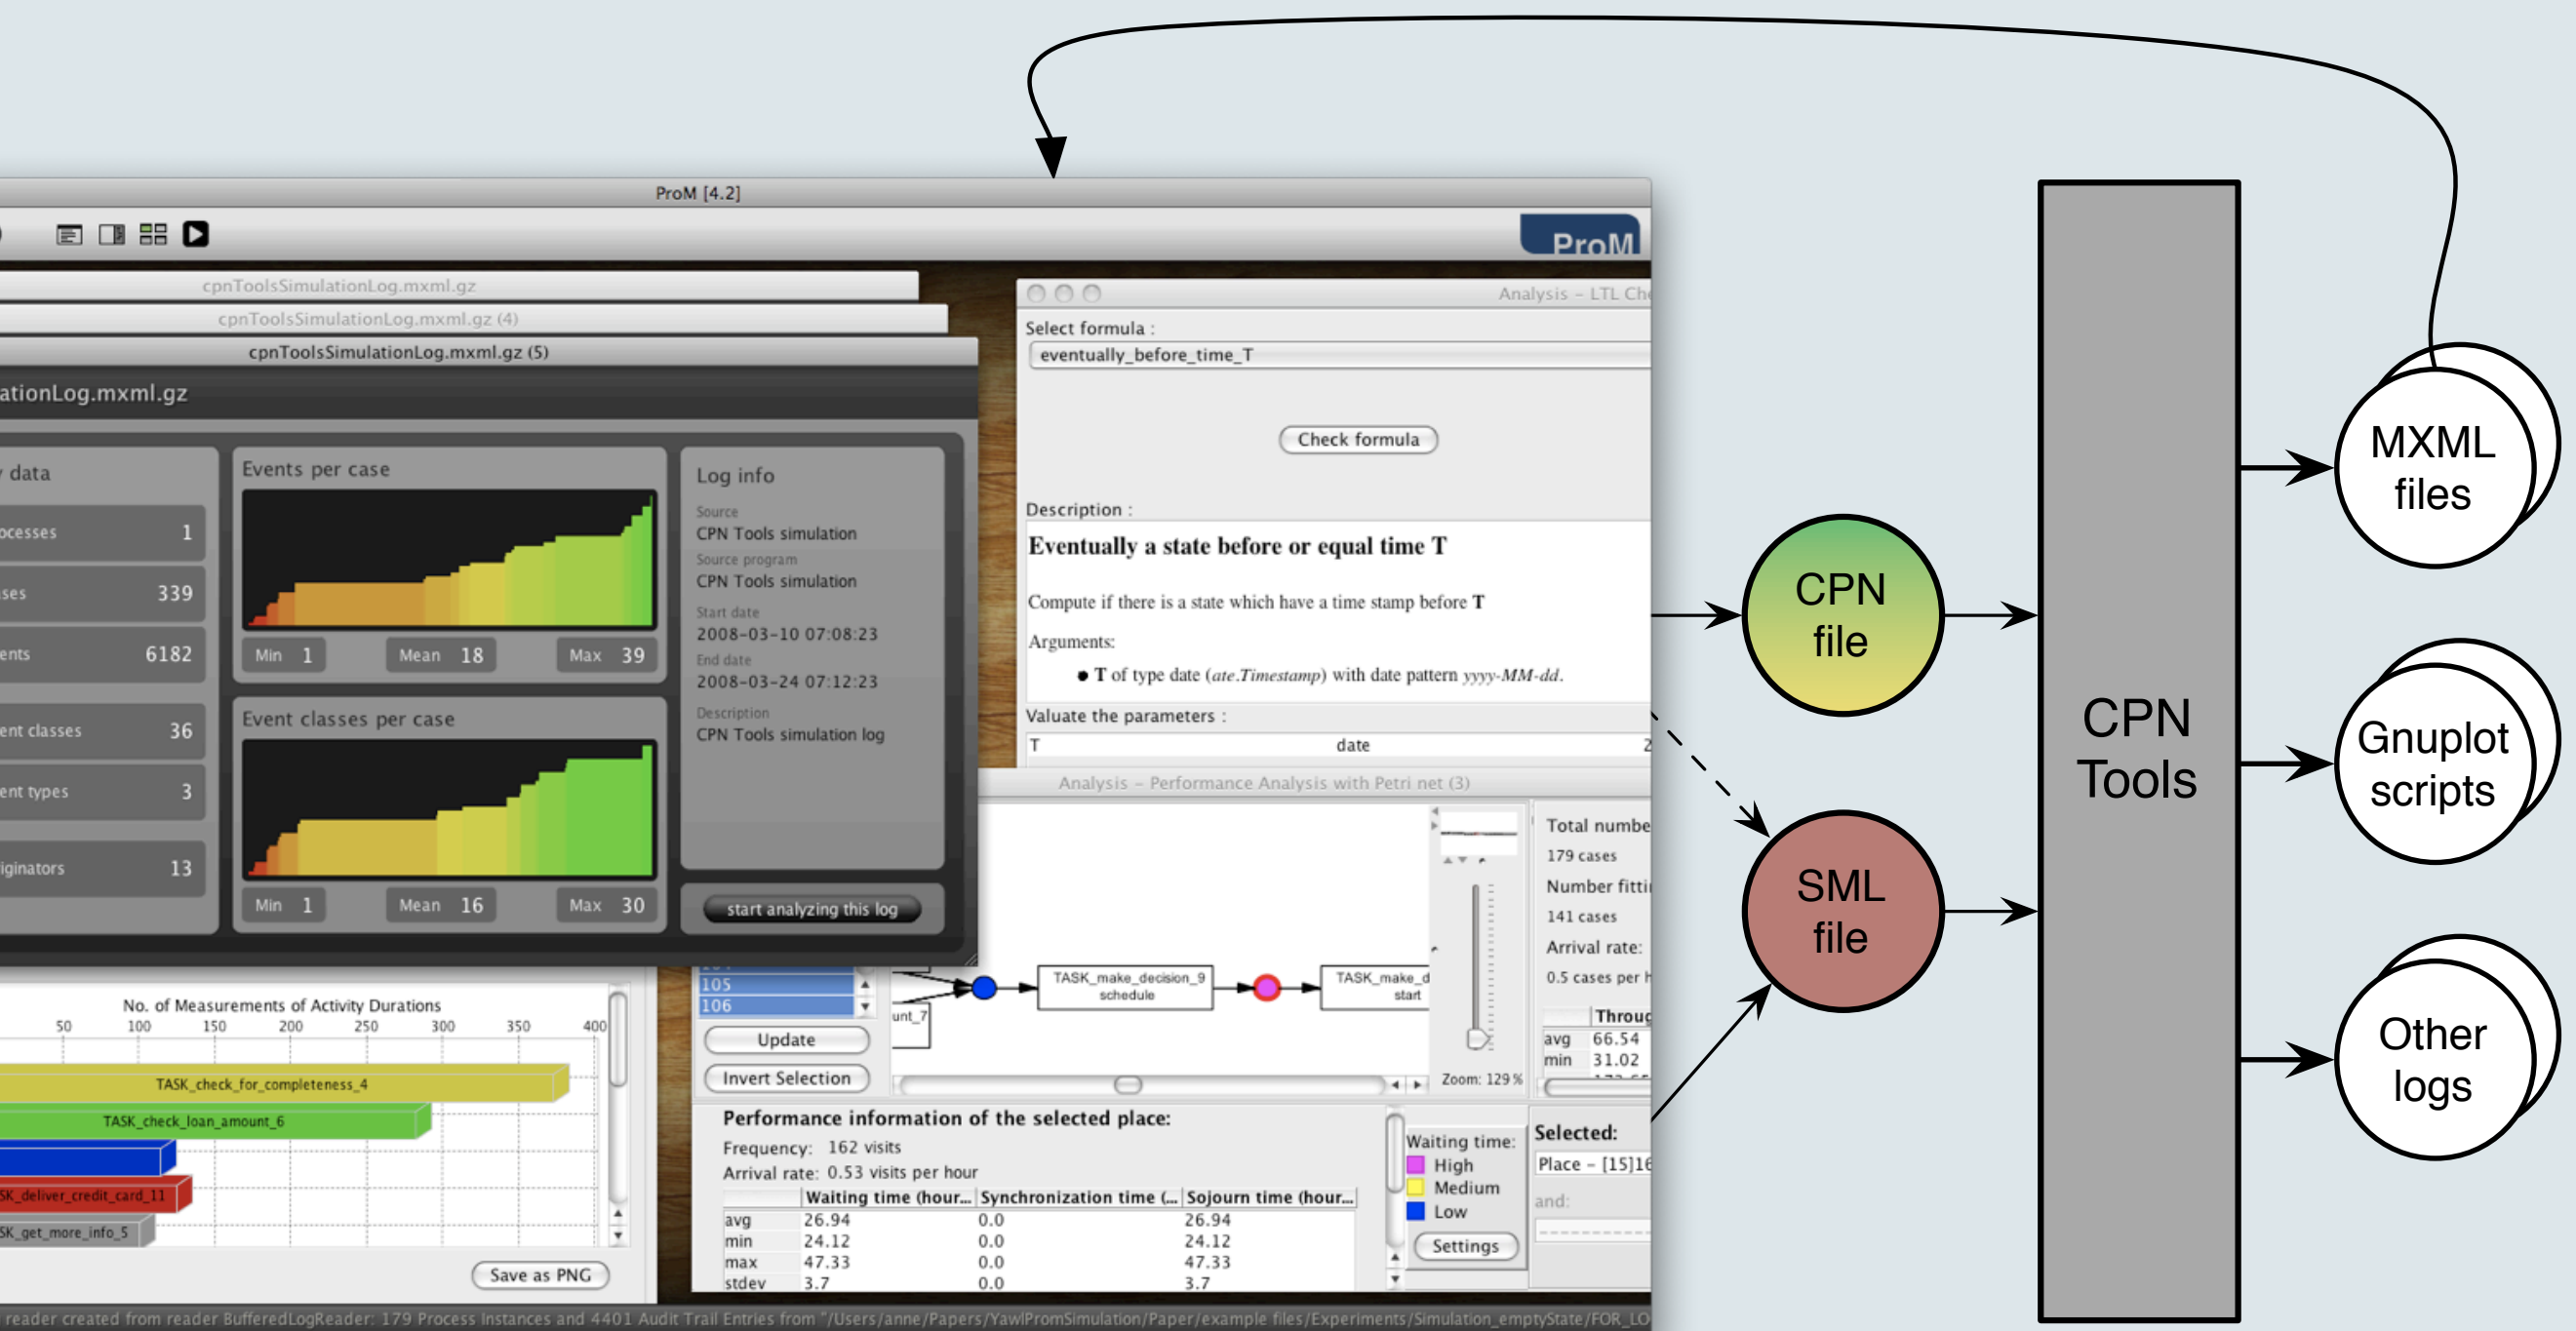 ProM [4.2]
ProM
cpnToolsSimulationLog.mxml.gz
cpnToolsSimulationLog.mxml.gz (4)
cpnToolsSimulationLog.mxml.gz (5)
ationLog.mxml.gz
data
ocesses 1
ses 339
ents 6182
ent classes 36
ent types 3
iginators 13
Events per case
Min 1 Mean 18 Max 39
Event classes per case
Min 1 Mean 16 Max 30
Log info
Source
CPN Tools simulation
Source program
CPN Tools simulation
Start date
2008-03-10 07:08:23
End date
2008-03-24 07:12:23
Description
CPN Tools simulation log
start analyzing this log
Analysis - LTL Che
Select formula :
eventually_before_time_T
Check formula
Description :
Eventually a state before or equal time T
Compute if there is a state which have a time stamp before T
Arguments:
● T of type date (ate.Timestamp) with date pattern yyyy-MM-dd.
Valuate the parameters :
T date 2
Analysis - Performance Analysis with Petri net (3)
105
106
Update
Invert Selection
unt_7
TASK_make_decision_9
schedule
TASK_make_d
start
Zoom: 129 %
Total numbe
179 cases
Number fitti
141 cases
Arrival rate:
0.5 cases per h
Throug
avg 66.54
min 31.02
Performance information of the selected place:
Frequency: 162 visits
Arrival rate: 0.53 visits per hour
Waiting time (hour... Synchronization time (... Sojourn time (hour...
avg 26.94 0.0 26.94
min 24.12 0.0 24.12
max 47.33 0.0 47.33
stdev 3.7 0.0 3.7
Waiting time:
High
Medium
Low
Settings
Selected:
Place - [15]16
and:
No. of Measurements of Activity Durations
50 100 150 200 250 300 350 400
TASK_check_for_completeness_4
TASK_check_loan_amount_6
SK_deliver_credit_card_11
SK_get_more_info_5
Save as PNG
reader created from reader BufferedLogReader: 179 Process Instances and 4401 Audit Trail Entries from "/Users/anne/Papers/YawlPromSimulation/Paper/example files/Experiments/Simulation_emptyState/FOR_LO
CPN
file
SML
file
CPN
Tools
MXML
files
Gnuplot
scripts
Other
logs